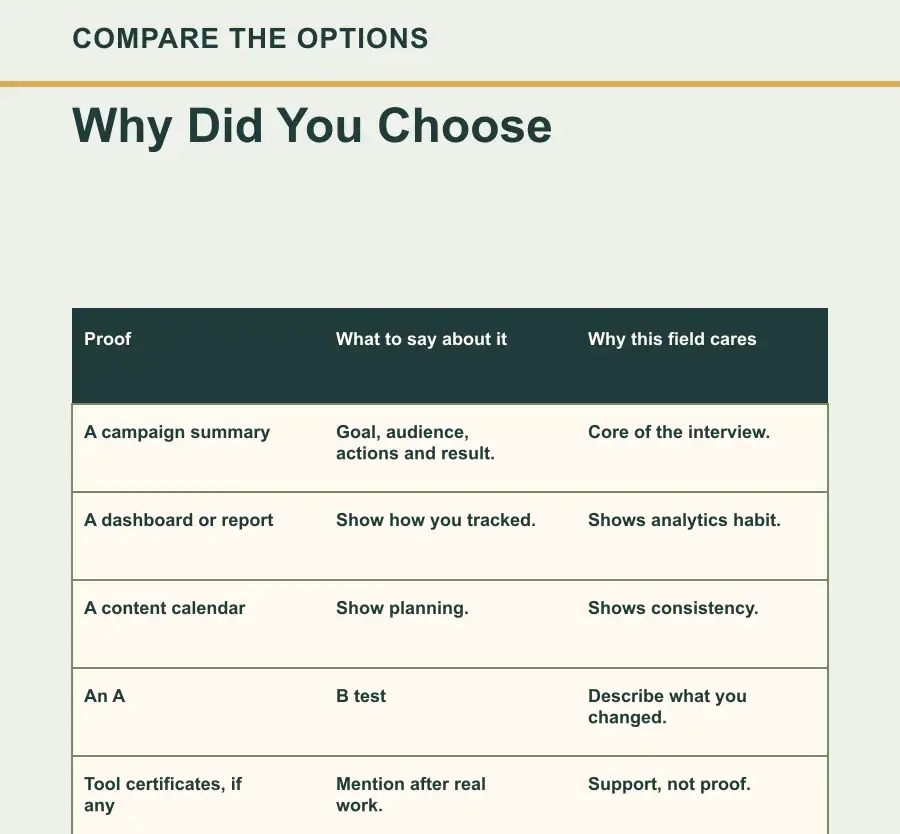 COMPARE THE OPTIONS
Why Did You Choose
Proof
What to say about it
Why this field cares
A campaign summary
Goal, audience,
actions and result.
Core of the interview.
A dashboard or report
Show how you tracked.
Shows analytics habit.
A content calendar
Show planning.
Shows consistency.
An A
B test
Describe what you
changed.
Tool certificates, if
any
Mention after real
work.
Support, not proof.